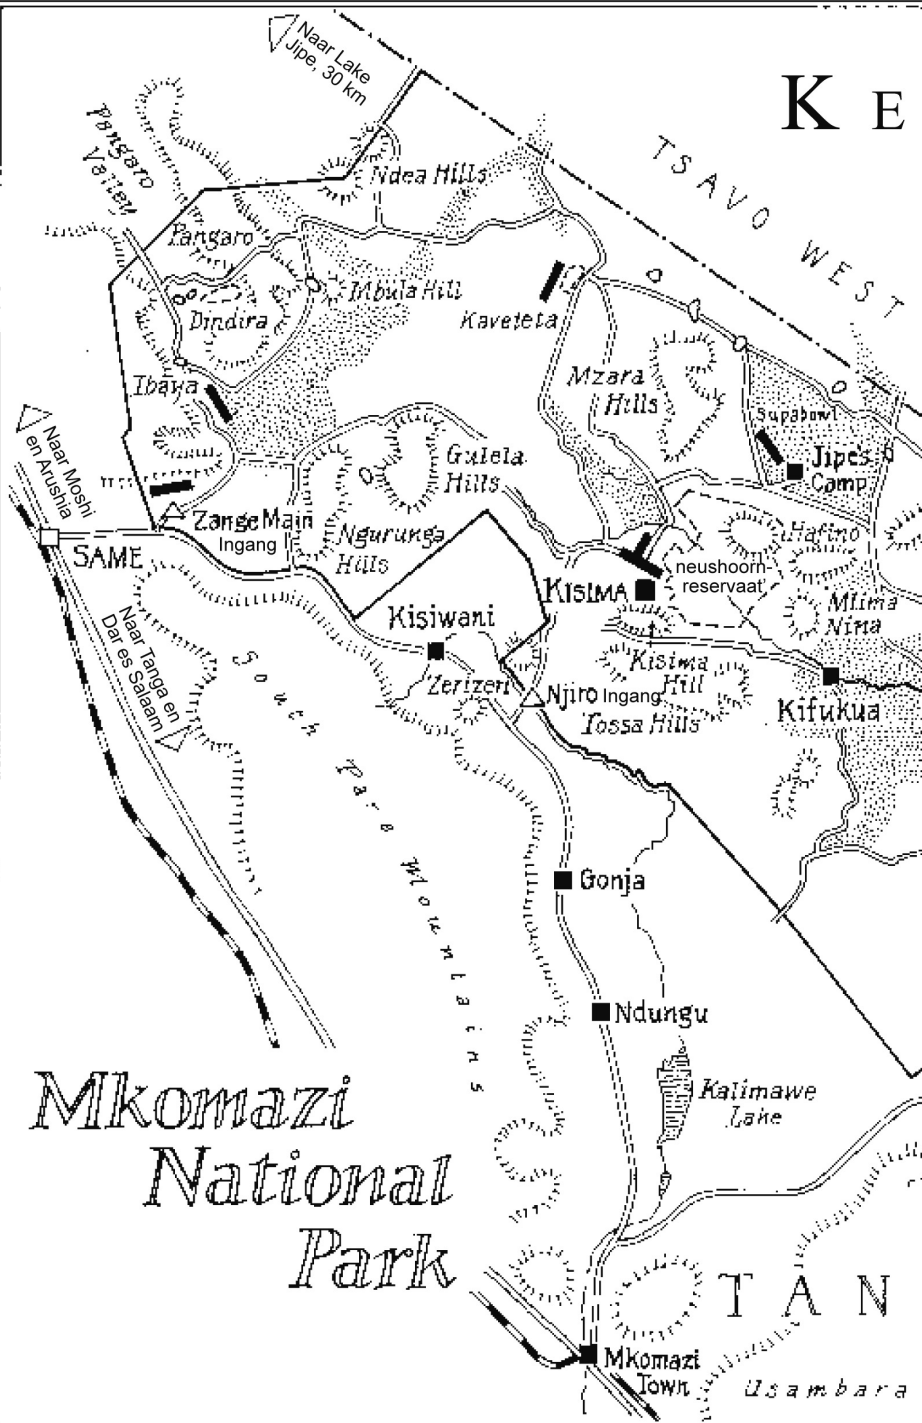 Naar Lake
Jipe, 30 km
KE
TSAVO WEST
Pangaro
Valley
Ndea Hills
Pangaro
Mbula Hill
Dindira
Kaveteta
Ibaya
Mzara
Hills
Supabowl
Jipe's
Camp
Naar Moshi
en Arusha
Gulela
Hills
Zange Main
Ingang
SAME
Ngurunga
Hills
Hafino
neushoorn-
reservaat
KISIMA
Kisiwani
Mlima
Nina
Naar Tanga en
Dar es Salaam
Kisima
Hill
Zerizeri
Njiro Ingang
Tossa Hills
Kifukua
South Pare Mountains
Gonja
Ndungu
Kalimawe
Lake
Mkomazi
National
Park
TAN
Mkomazi
Town
Usambara